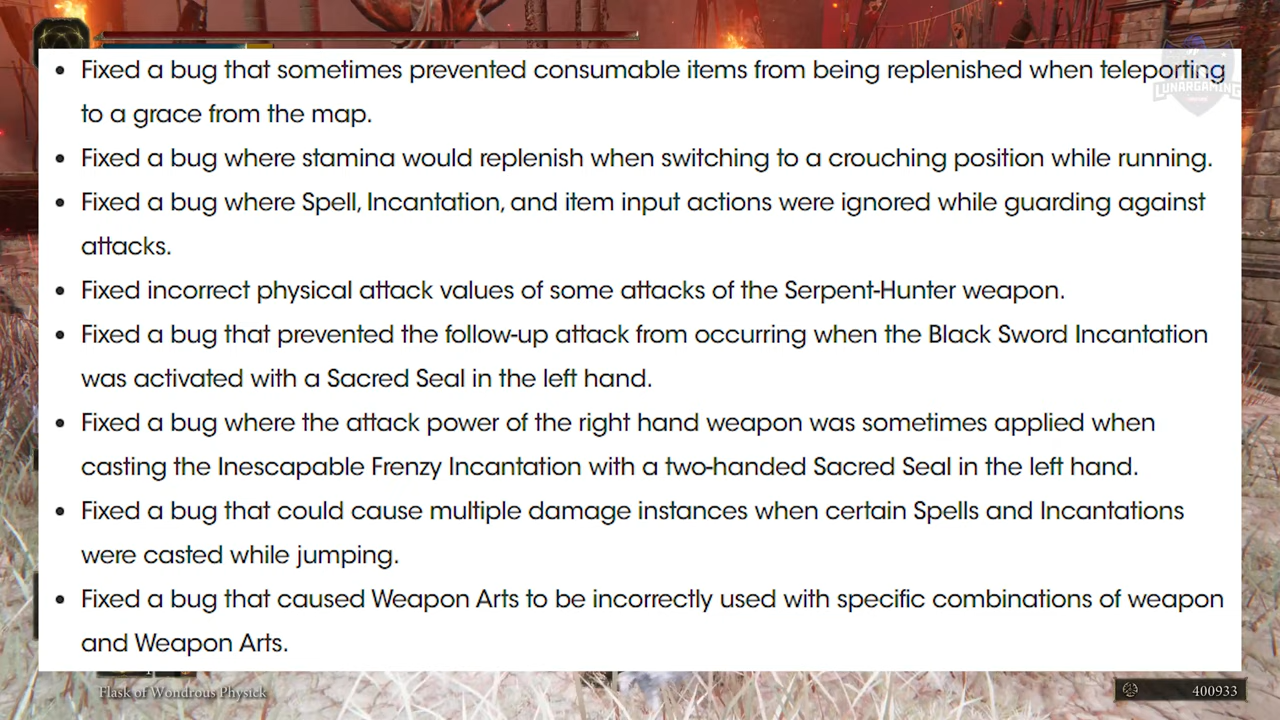 • Fixed a bug that sometimes prevented consumable items from being replenished when teleporting
to a grace from the map.
• Fixed a bug where stamina would replenish when switching to a crouching position while running.
• Fixed a bug where Spell, Incantation, and item input actions were ignored while guarding against
attacks.
• Fixed incorrect physical attack values of some attacks of the Serpent-Hunter weapon.
• Fixed a bug that prevented the follow-up attack from occurring when the Black Sword Incantation
was activated with a Sacred Seal in the left hand.
• Fixed a bug where the attack power of the right hand weapon was sometimes applied when
casting the Inescapable Frenzy Incantation with a two-handed Sacred Seal in the left hand.
• Fixed a bug that could cause multiple damage instances when certain Spells and Incantations
were casted while jumping.
• Fixed a bug that caused Weapon Arts to be incorrectly used with specific combinations of weapon
and Weapon Arts.
LUNARGAMING
Flask of Wondrous Physick
400933